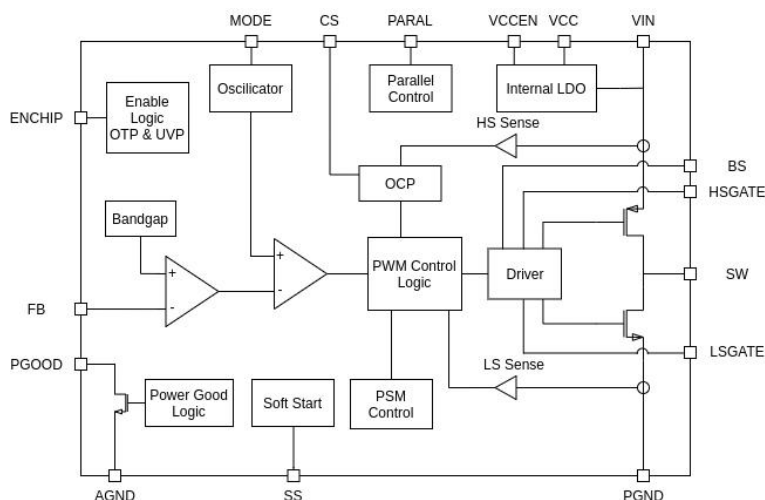 MODE CS PARAL VCCEN VCC VIN
Oscilicator
Parallel
Control
Internal LDO
ENCHIP
Enable
Logic
OTP & UVP
HS Sense
BS
OCP
HSGATE
Bandgap
+
-
+
-
PWM Control
Logic
Driver
SW
FB
PGOOD
LS Sense
LSGATE
Power Good
Logic
Soft Start
PSM
Control
AGND SS PGND